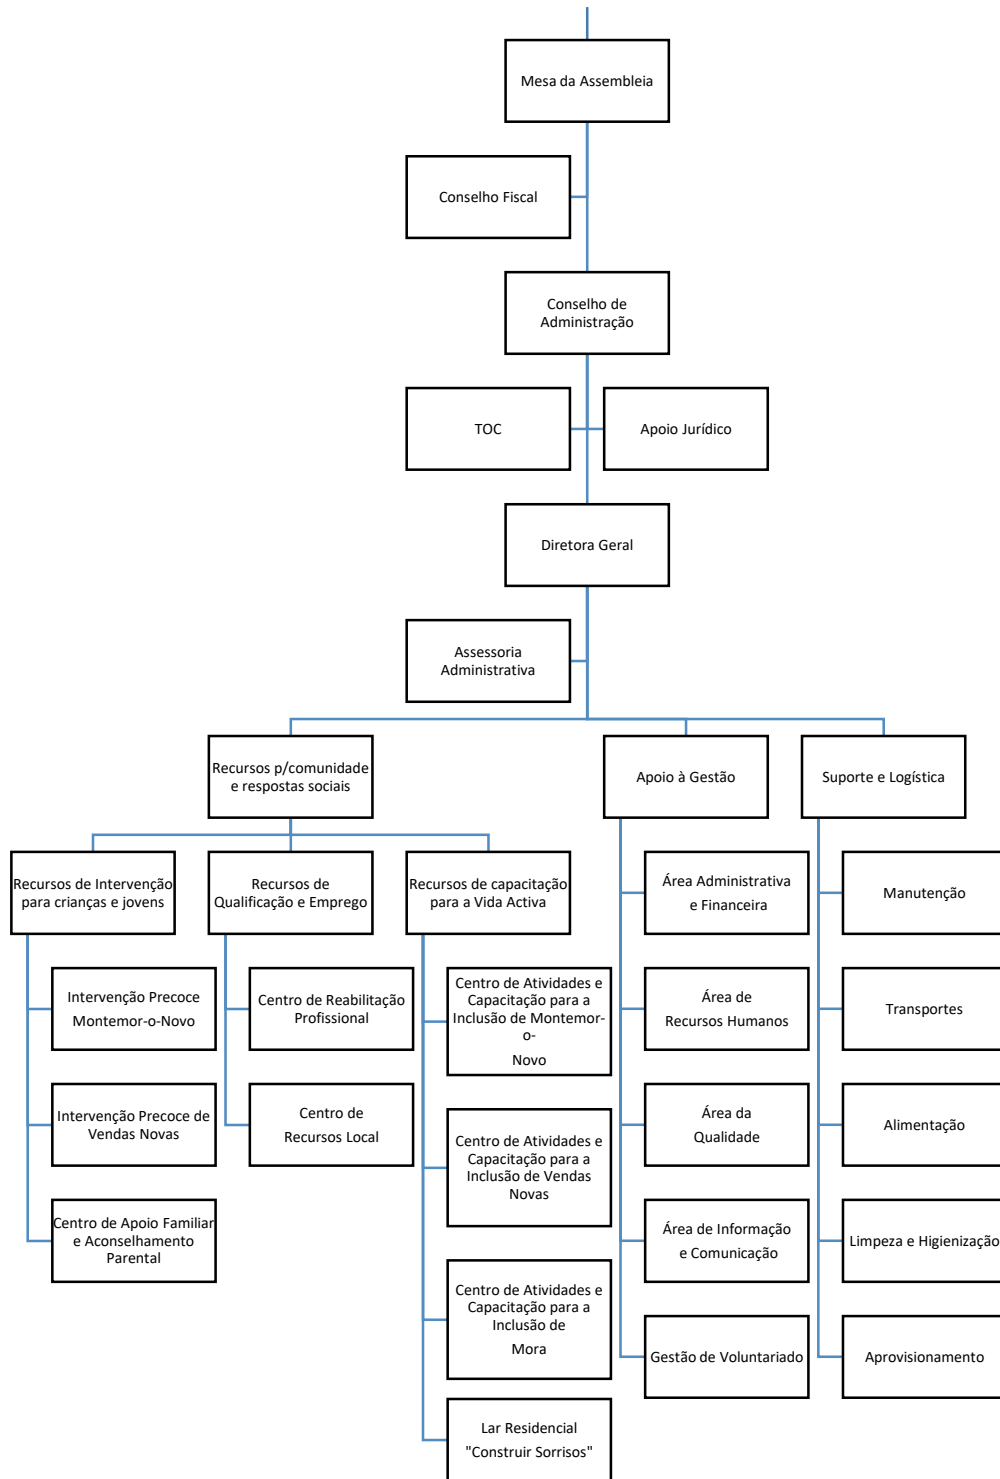 Mesa da Assembleia
Conselho Fiscal
Conselho de
Administração
TOC
Apoio Jurídico
Diretora Geral
Assessoria
Administrativa
Recursos p/comunidade
e respostas sociais
Apoio à Gestão
Suporte e Logística
Recursos de Intervenção
para crianças e jovens
Recursos de
Qualificação e Emprego
Recursos de capacitação
para a Vida Activa
Área Administrativa
e Financeira
Manutenção
Intervenção Precoce
Montemor-o-Novo
Centro de Reabilitação
Profissional
Centro de Atividades e
Capacitação para a
Inclusão de Montemor-
o-
Novo
Área de
Recursos Humanos
Transportes
Intervenção Precoce de
Vendas Novas
Centro de
Recursos Local
Centro de Atividades e
Capacitação para a
Inclusão de Vendas
Novas
Área da
Qualidade
Alimentação
Centro de Apoio Familiar
e Aconselhamento
Parental
Centro de Atividades e
Capacitação para a
Inclusão de
Mora
Área de Informação
e Comunicação
Limpeza e Higienização
Gestão de Voluntariado
Aprovisionamento
Lar Residencial
"Construir Sorrisos"